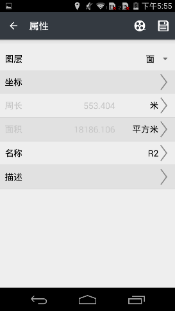 下午5:55
属性
图层 面
坐标
周长 563.404 米
面积 18186.106 平方米
名称 R2
描述